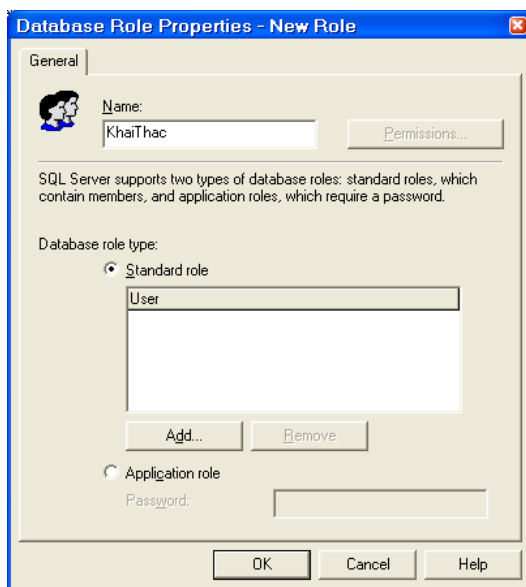 Database Role Properties - New Role
General
Name:
KhaiThac
Permissions...
SQL Server supports two types of database roles: standard roles, which
contain members, and application roles, which require a password.
Database role type:
Standard role
User
Add...
Remove
Application role
Password:
OK
Cancel
Help